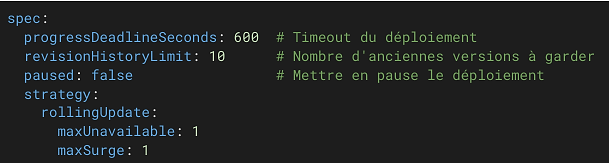 spec:
  progressDeadlineSeconds: 600  # Timeout du déploiement
  revisionHistoryLimit: 10      # Nombre d'anciennes versions à garder
  paused: false                 # Mettre en pause le déploiement
  strategy:
    rollingUpdate:
      maxUnavailable: 1
      maxSurge: 1